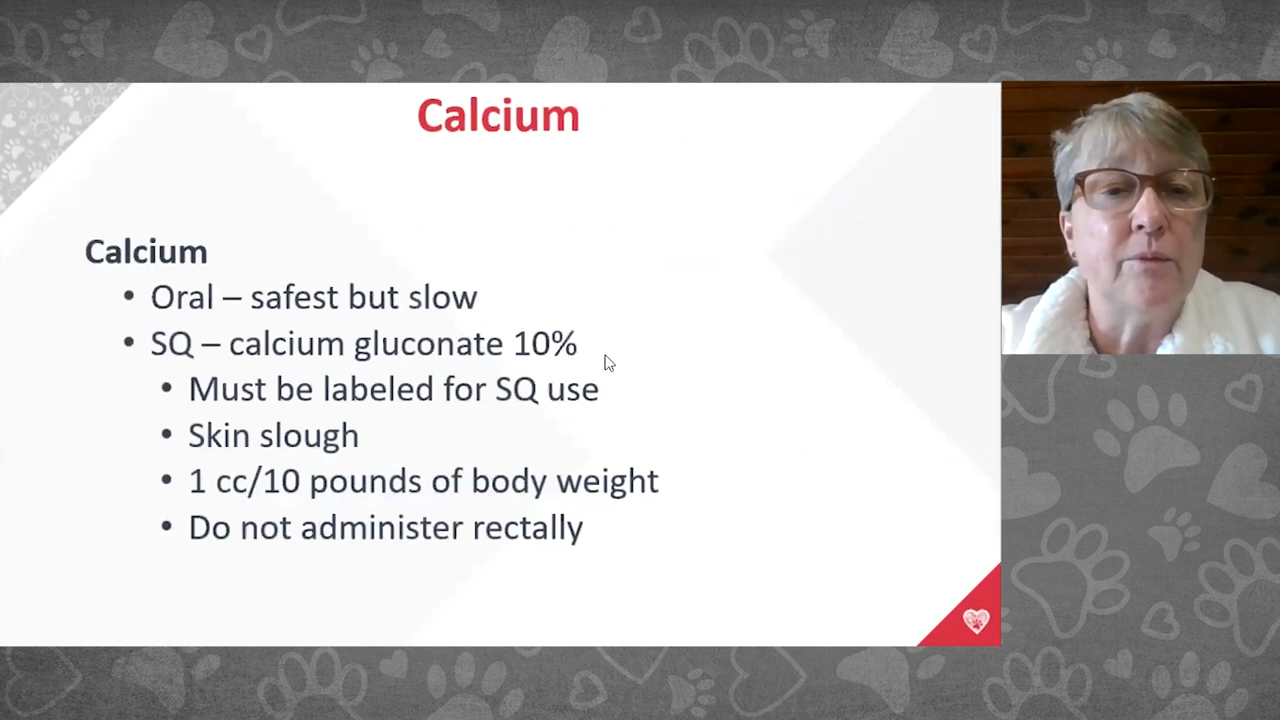 Calcium
Calcium
• Oral – safest but slow
• SQ – calcium gluconate 10%
• Must be labeled for SQ use
• Skin slough
• 1 cc/10 pounds of body weight
• Do not administer rectally